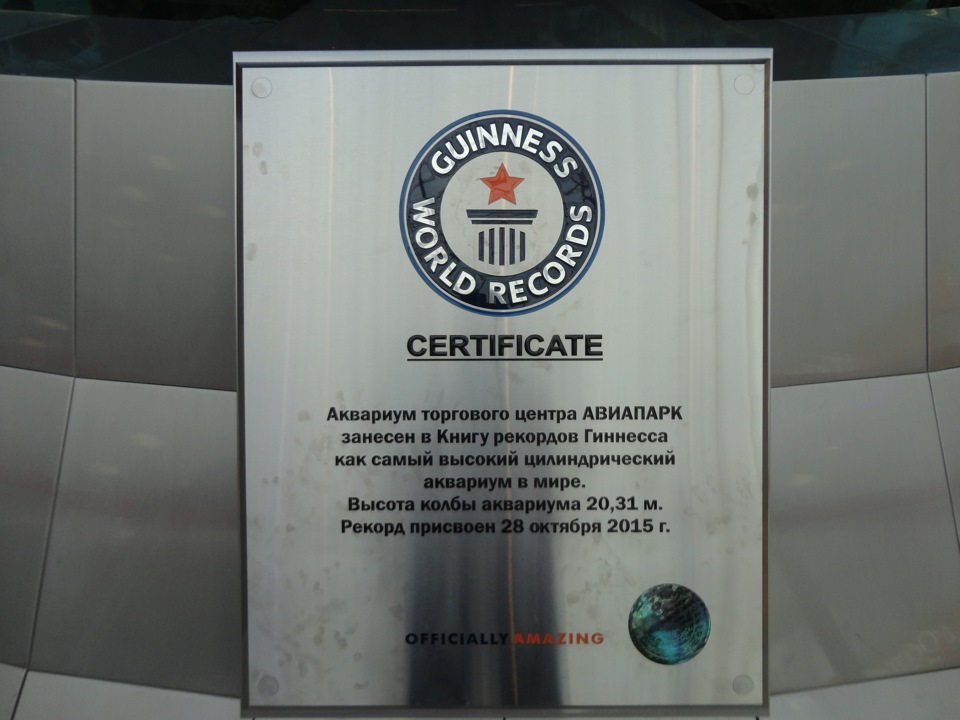 GUINNESS
WORLD RECORDS
CERTIFICATE
Аквариум торгового центра АВИАПАРК
занесен в Книгу рекордов Гиннесса
как самый высокий цилиндрический
аквариум в мире.
Высота колбы аквариума 20,31 м.
Рекорд присвоен 28 октября 2015 г.
OFFICIALLY AMAZING